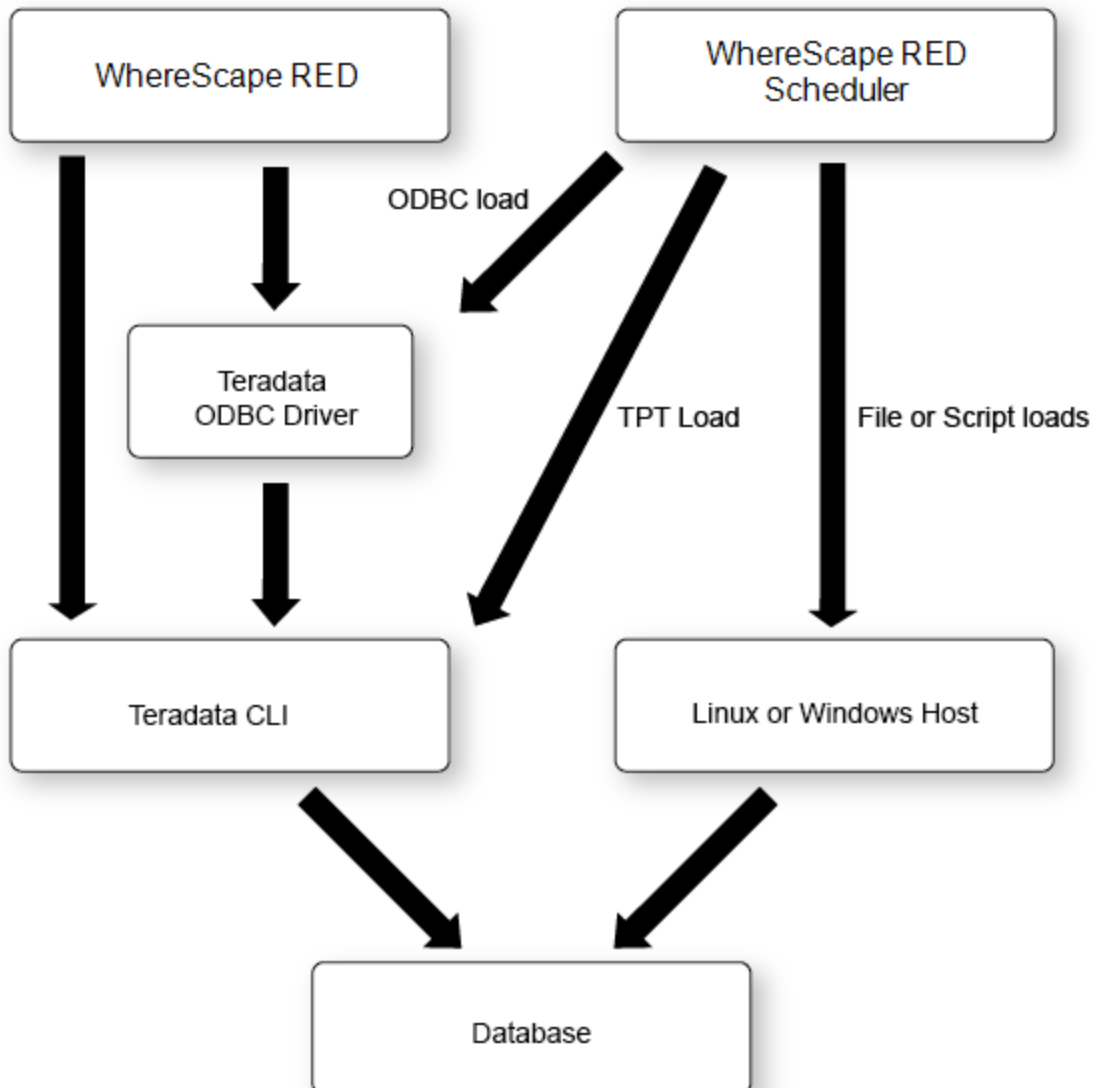 WhereScape RED
WhereScape RED
Scheduler
ODBC load
Teradata
ODBC Driver
TPT Load
File or Script loads
Teradata CLI
Linux or Windows Host
Database